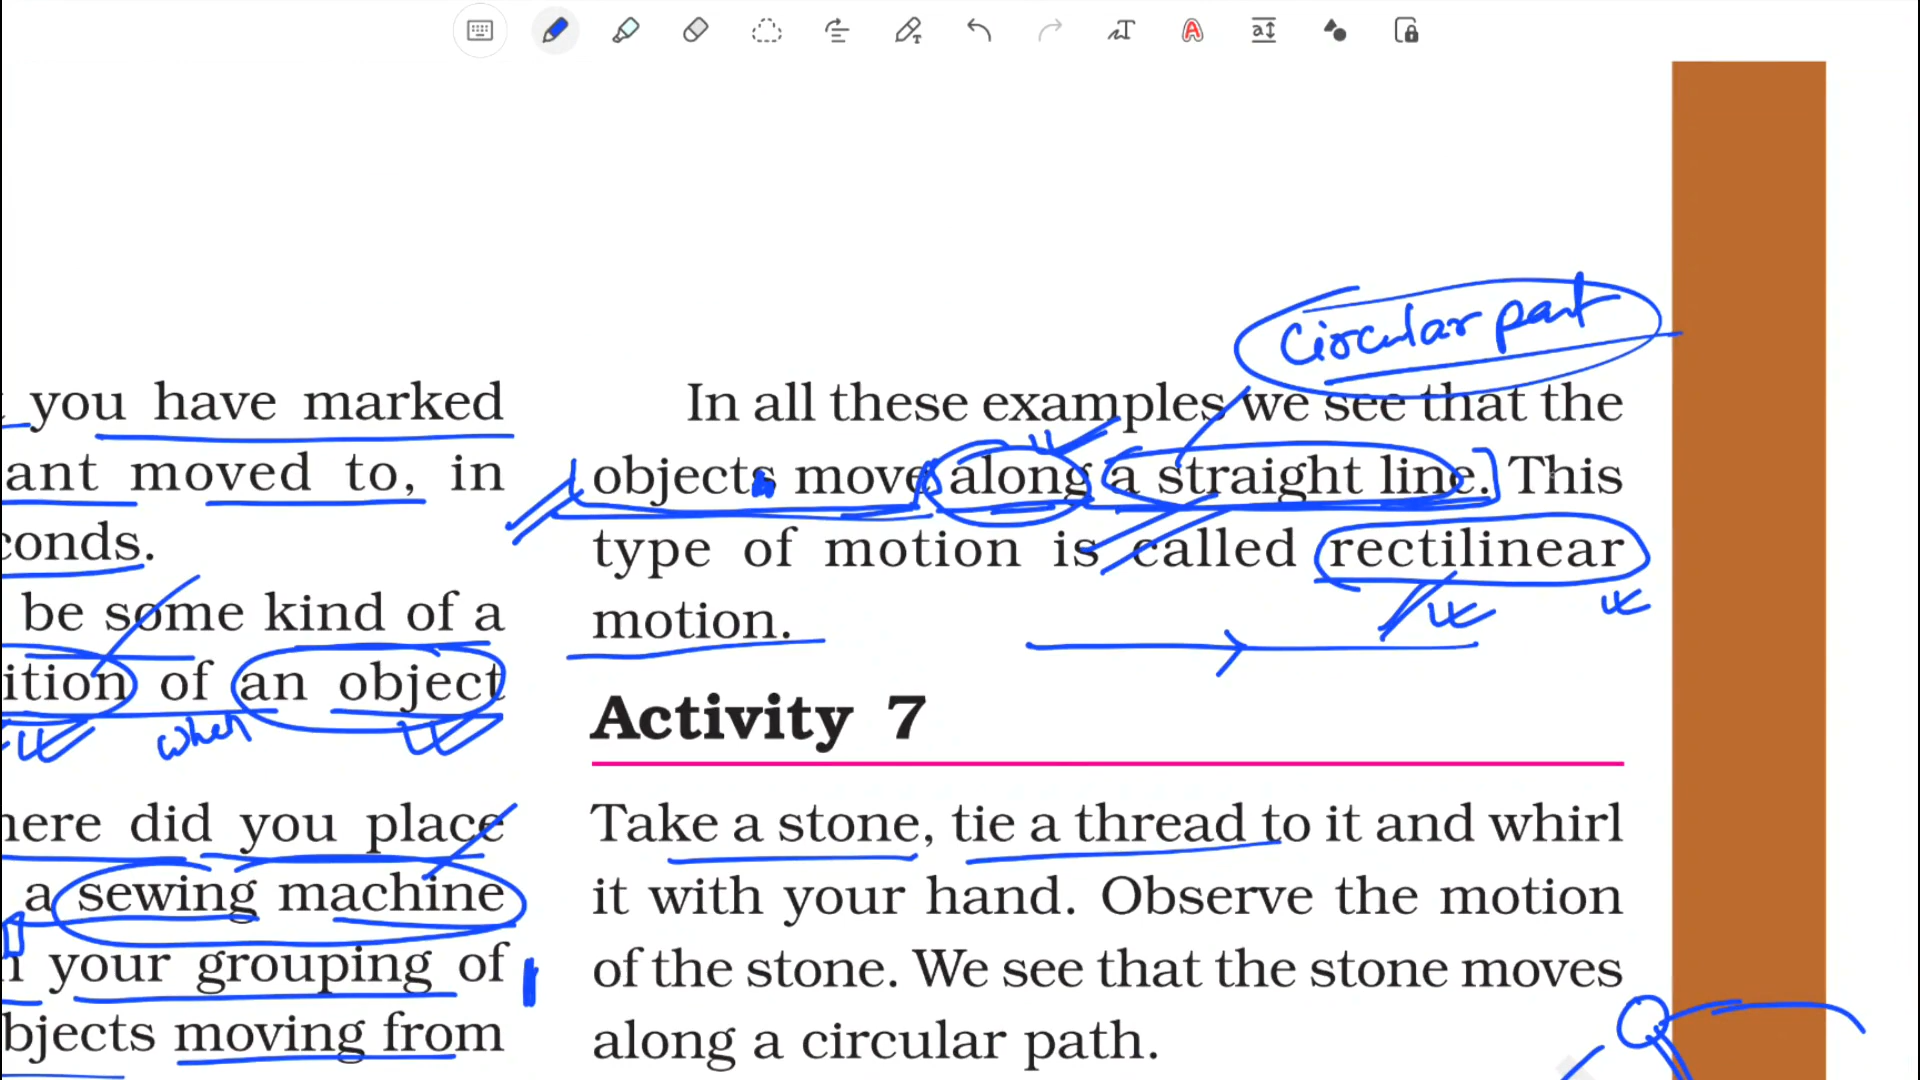 you have marked
ant moved to, in
conds.
be some kind of a
ition of an object
when
here did you place
a sewing machine
your grouping of
bjects moving from
Circular part
In all these examples we see that the
objects move along a straight line. This
type of motion is called rectilinear
motion.
Activity 7
Take a stone, tie a thread to it and whirl
it with your hand. Observe the motion
of the stone. We see that the stone moves
along a circular path.